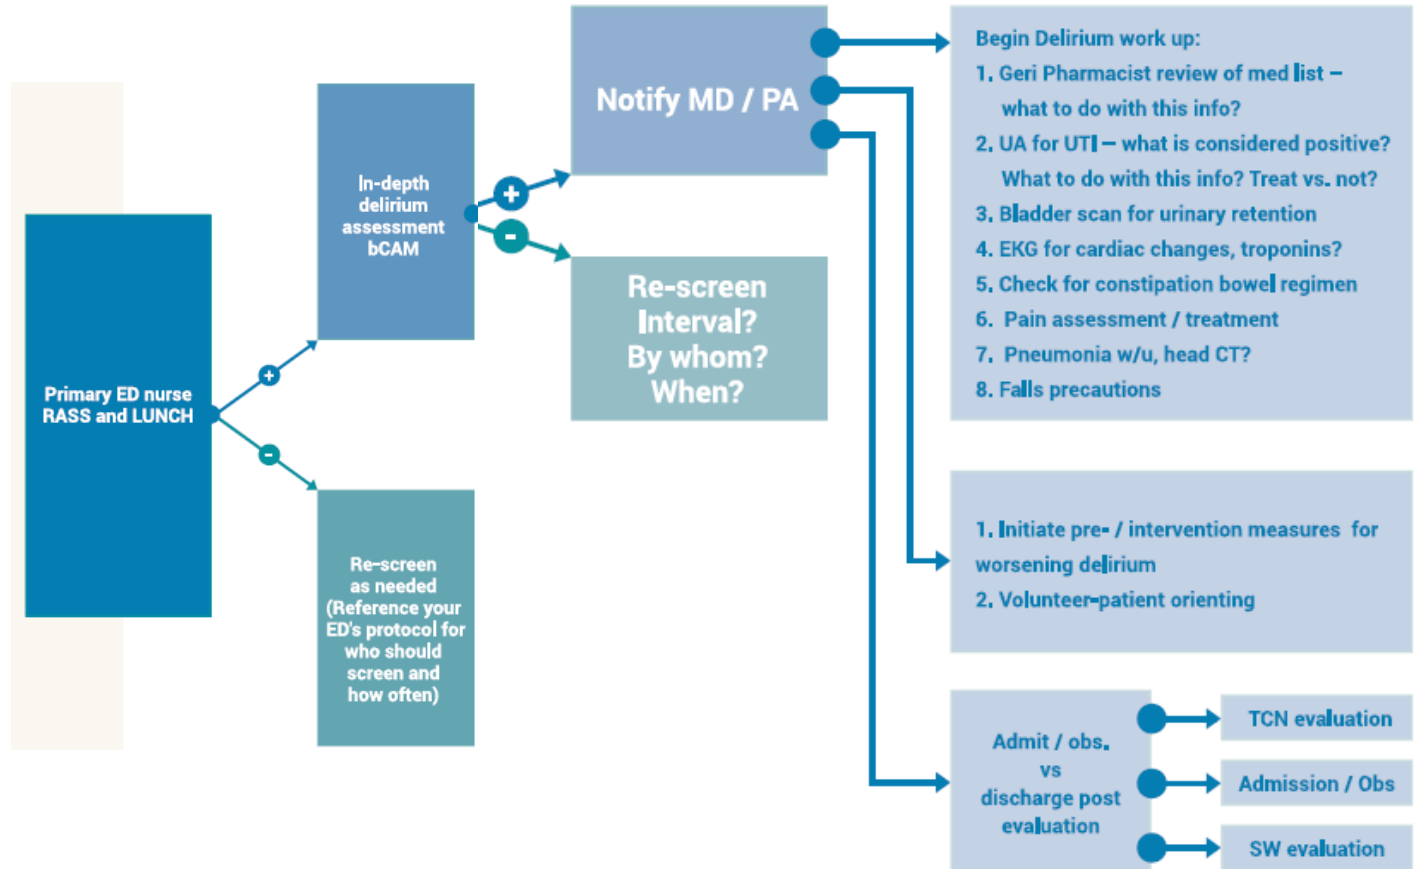 Primary ED nurse
RASS and LUNCH
+
-
In-depth
delirium
assessment
bCAM
Re-screen
as needed
(Reference your
ED's protocol for
who should
screen and
how often)
+
-
Notify MD / PA
Re-screen
Interval?
By whom?
When?
Begin Delirium work up:
1. Geri Pharmacist review of med list –
what to do with this info?
2. UA for UTI – what is considered positive?
What to do with this info? Treat vs. not?
3. Bladder scan for urinary retention
4. EKG for cardiac changes, troponins?
5. Check for constipation bowel regimen
6. Pain assessment / treatment
7. Pneumonia w/u, head CT?
8. Falls precautions
1. Initiate pre- / intervention measures for
worsening delirium
2. Volunteer-patient orienting
Admit / obs.
vs
discharge post
evaluation
TCN evaluation
Admission / Obs
SW evaluation